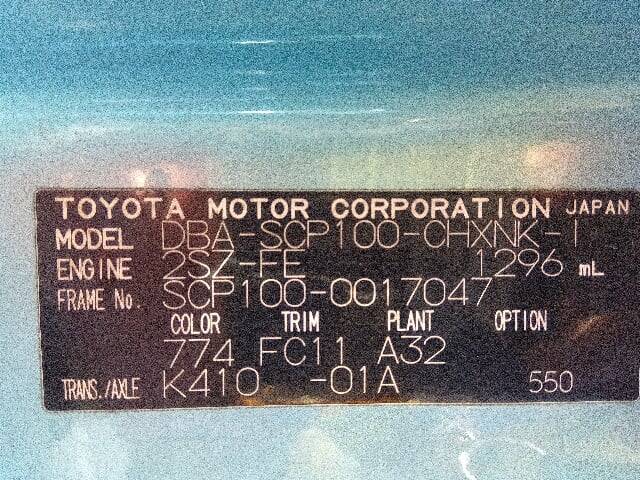 TOYOTA MOTOR CORPORATION JAPAN
MODEL DBA-SCP100-CHXNK-I
ENGINE 2SZ-FE 1296 mL
FRAME No. SCP100-0017047
COLOR TRIM PLANT OPTION
774 FC11 A32
TRANS./AXLE K410 -01A 550